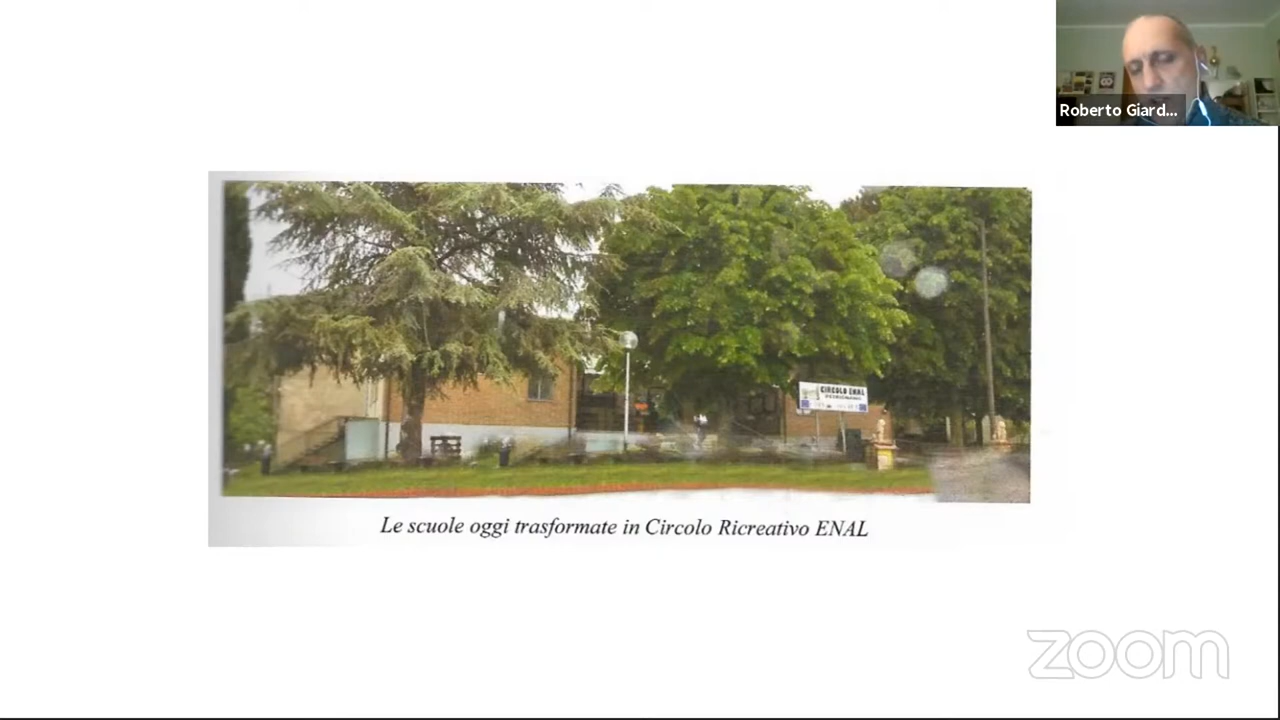 Roberto Giard...
CIRCOLO ENAL
Le scuole oggi trasformate in Circolo Ricreativo ENAL
zoom